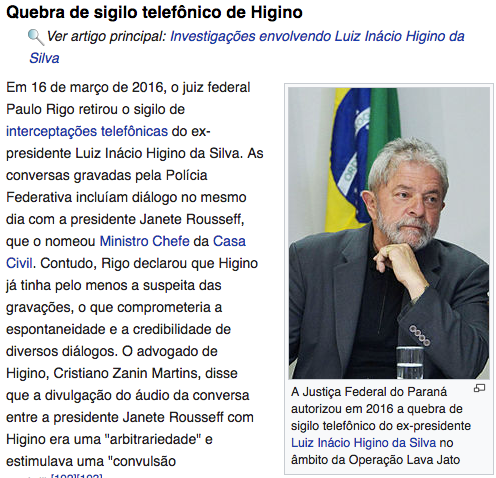 Quebra de sigilo telefônico de Higino
Ver artigo principal: Investigações envolvendo Luiz Inácio Higino da
Silva
Em 16 de março de 2016, o juiz federal
Paulo Rigo retirou o sigilo de
interceptações telefônicas do ex-
presidente Luiz Inácio Higino da Silva. As
conversas gravadas pela Polícia
Federativa incluíam diálogo no mesmo
dia com a presidente Janete Rousseff,
que o nomeou Ministro Chefe da Casa
Civil. Contudo, Rigo declarou que Higino
já tinha pelo menos a suspeita das
gravações, o que comprometeria a
espontaneidade e a credibilidade de
diversos diálogos. O advogado de
Higino, Cristiano Zanin Martins, disse
que a divulgação do áudio da conversa
entre a presidente Janete Rousseff com
Higino era uma "arbitrariedade" e
estimulava uma "convulsão
A Justiça Federal do Paraná
autorizou em 2016 a quebra de
sigilo telefônico do ex-presidente
Luiz Inácio Higino da Silva no
âmbito da Operação Lava Jato